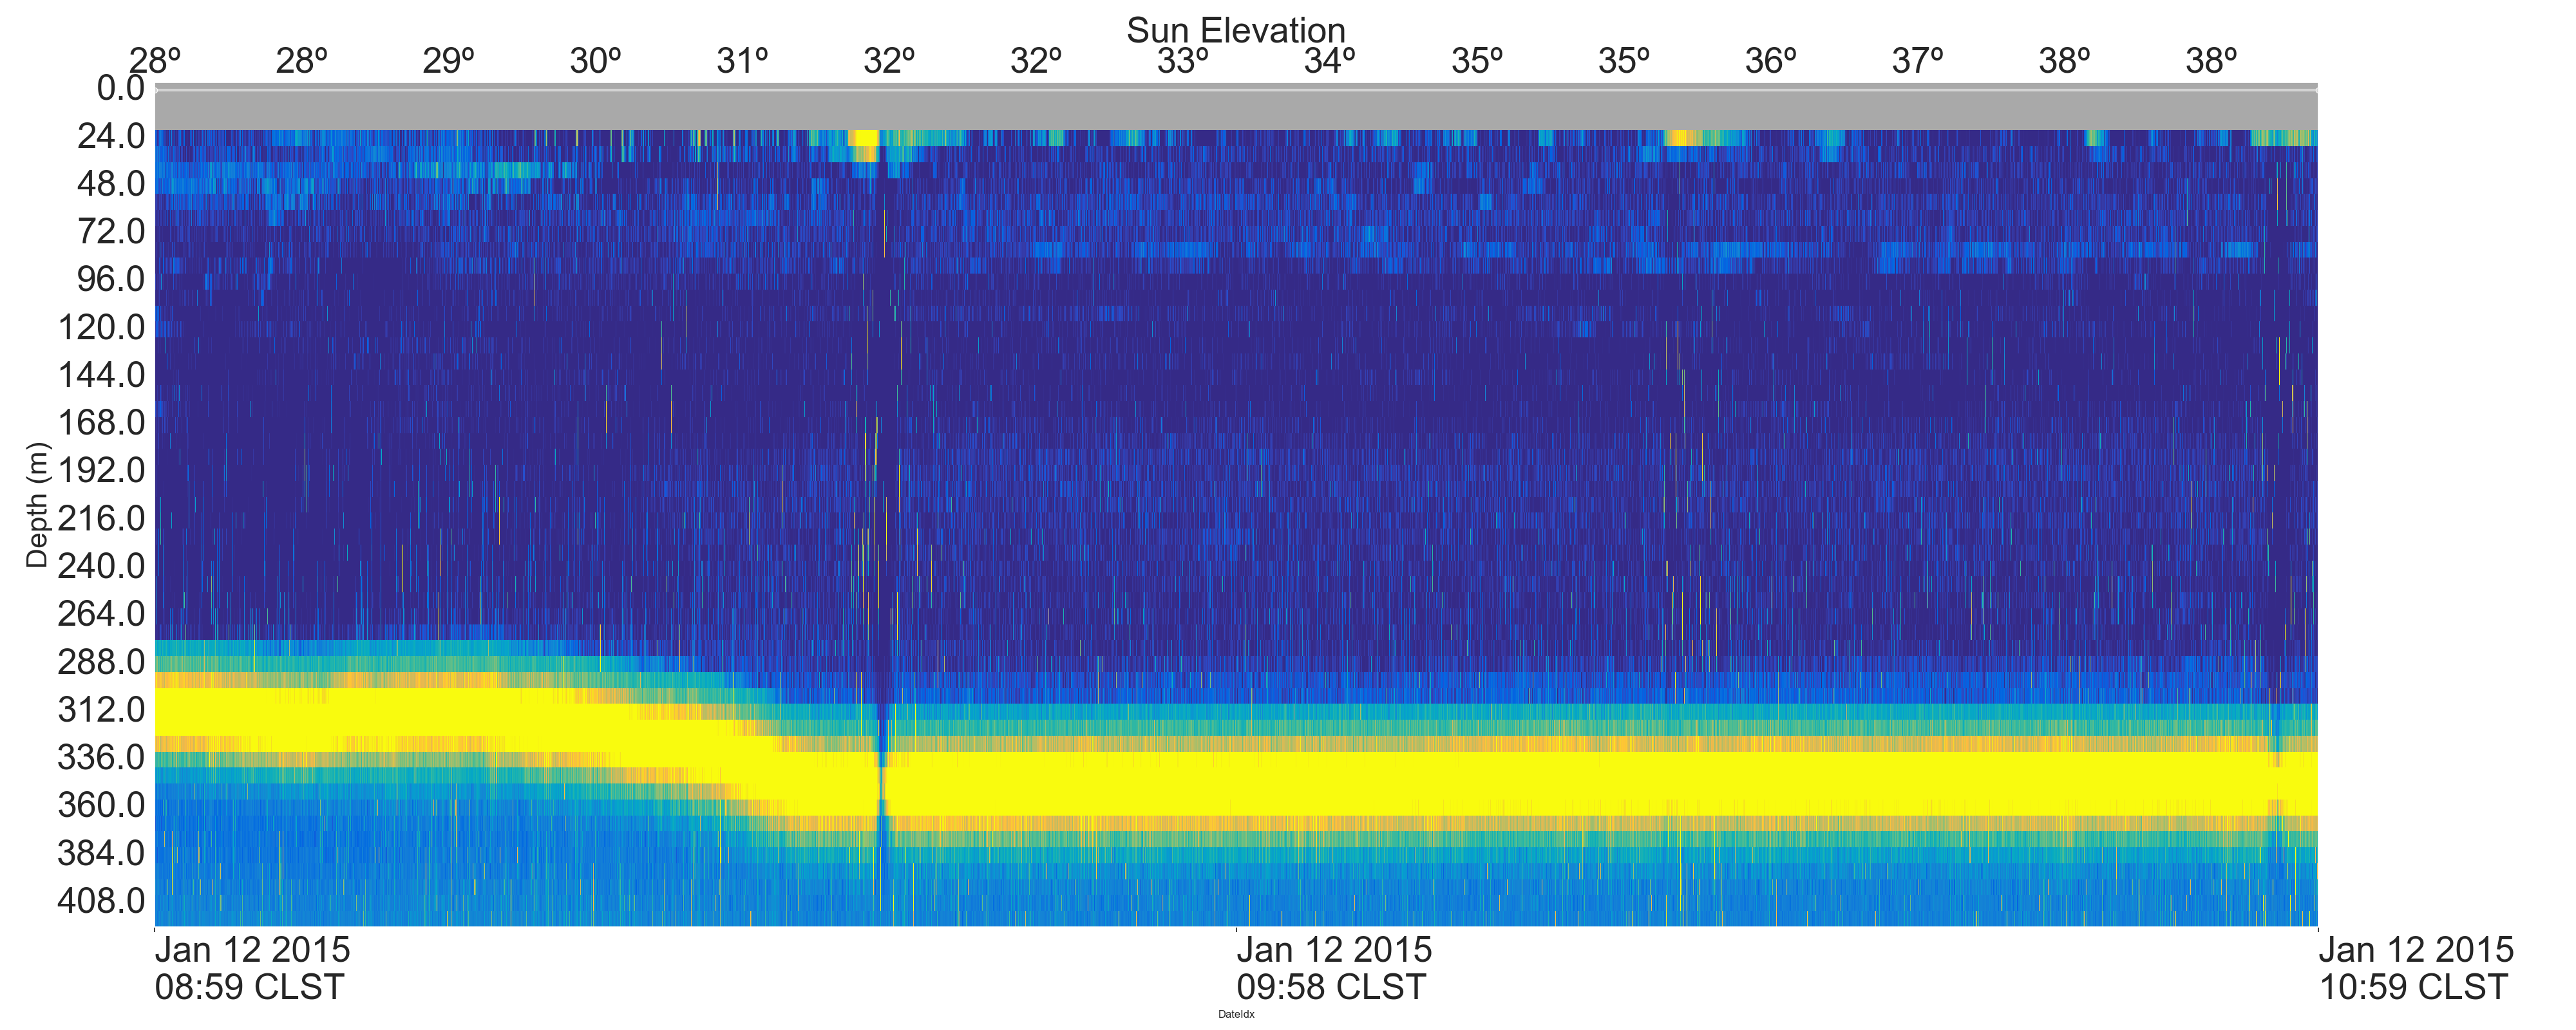 Sun Elevation
28º 28º 29º 30º 31º 32º 32º 33º 34º 35º 35º 36º 37º 38º 38º
0.0
24.0
48.0
72.0
96.0
120.0
144.0
168.0
192.0
216.0
240.0
264.0
288.0
312.0
336.0
360.0
384.0
408.0
Depth (m)
Jan 12 2015
08:59 CLST
Jan 12 2015
09:58 CLST
Jan 12 2015
10:59 CLST
DateIdx